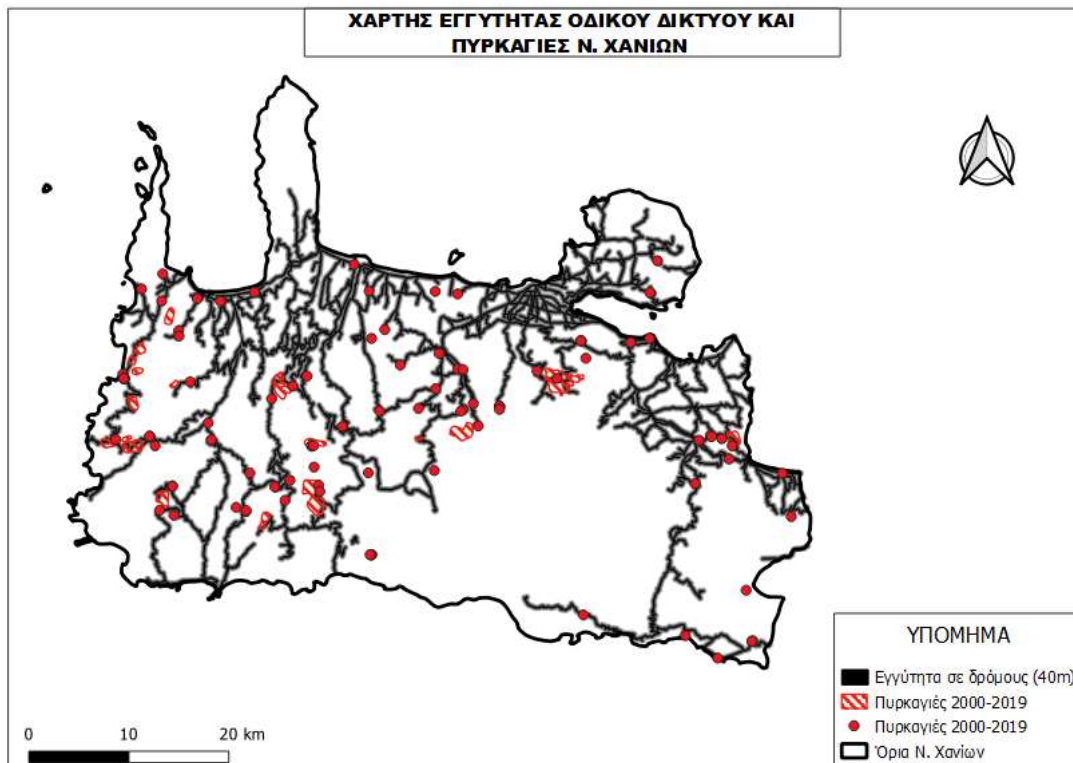 ΧΑΡΤΗΣ ΕΓΓΥΤΗΤΑΣ ΟΔΙΚΟΥ ΔΙΚΤΥΟΥ ΚΑΙ
ΠΥΡΚΑΓΙΕΣ Ν. ΧΑΝΙΩΝ
ΥΠΟΜΗΜΑ
Εγγύτητα σε δρόμους (40m)
Πυρκαγιές 2000-2019
Πυρκαγιές 2000-2019
Όρια Ν. Χανίων
0 10 20 km